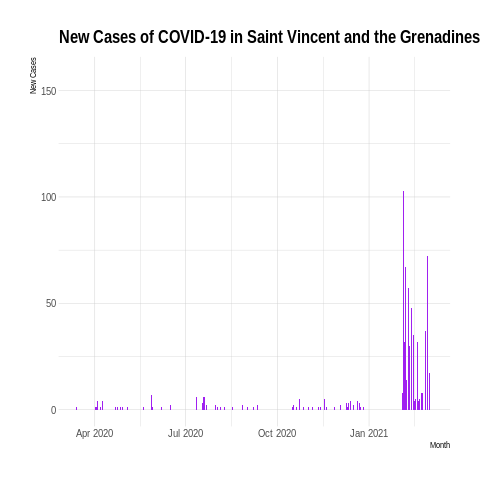 New Cases of COVID-19 in Saint Vincent and the Grenadines
New Cases
150
100
50
0
Apr 2020
Jul 2020
Oct 2020
Jan 2021
Month